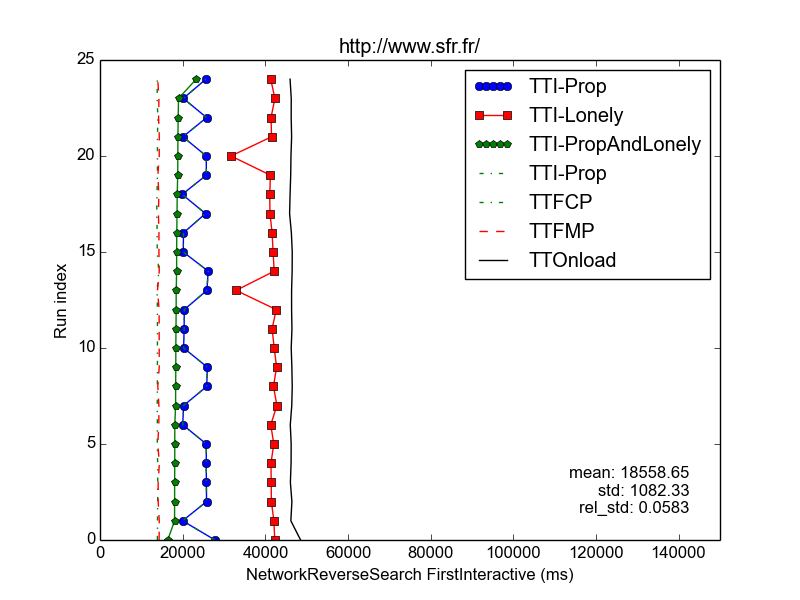 http://www.sfr.fr/
25
20
15
10
5
0
Run index
TTI-Prop
TTI-Lonely
TTI-PropAndLonely
TTI-Prop
TTFCP
TTFMP
TTOnload
mean: 18558.65
std: 1082.33
rel_std: 0.0583
0 20000 40000 60000 80000 100000 120000 140000
NetworkReverseSearch FirstInteractive (ms)